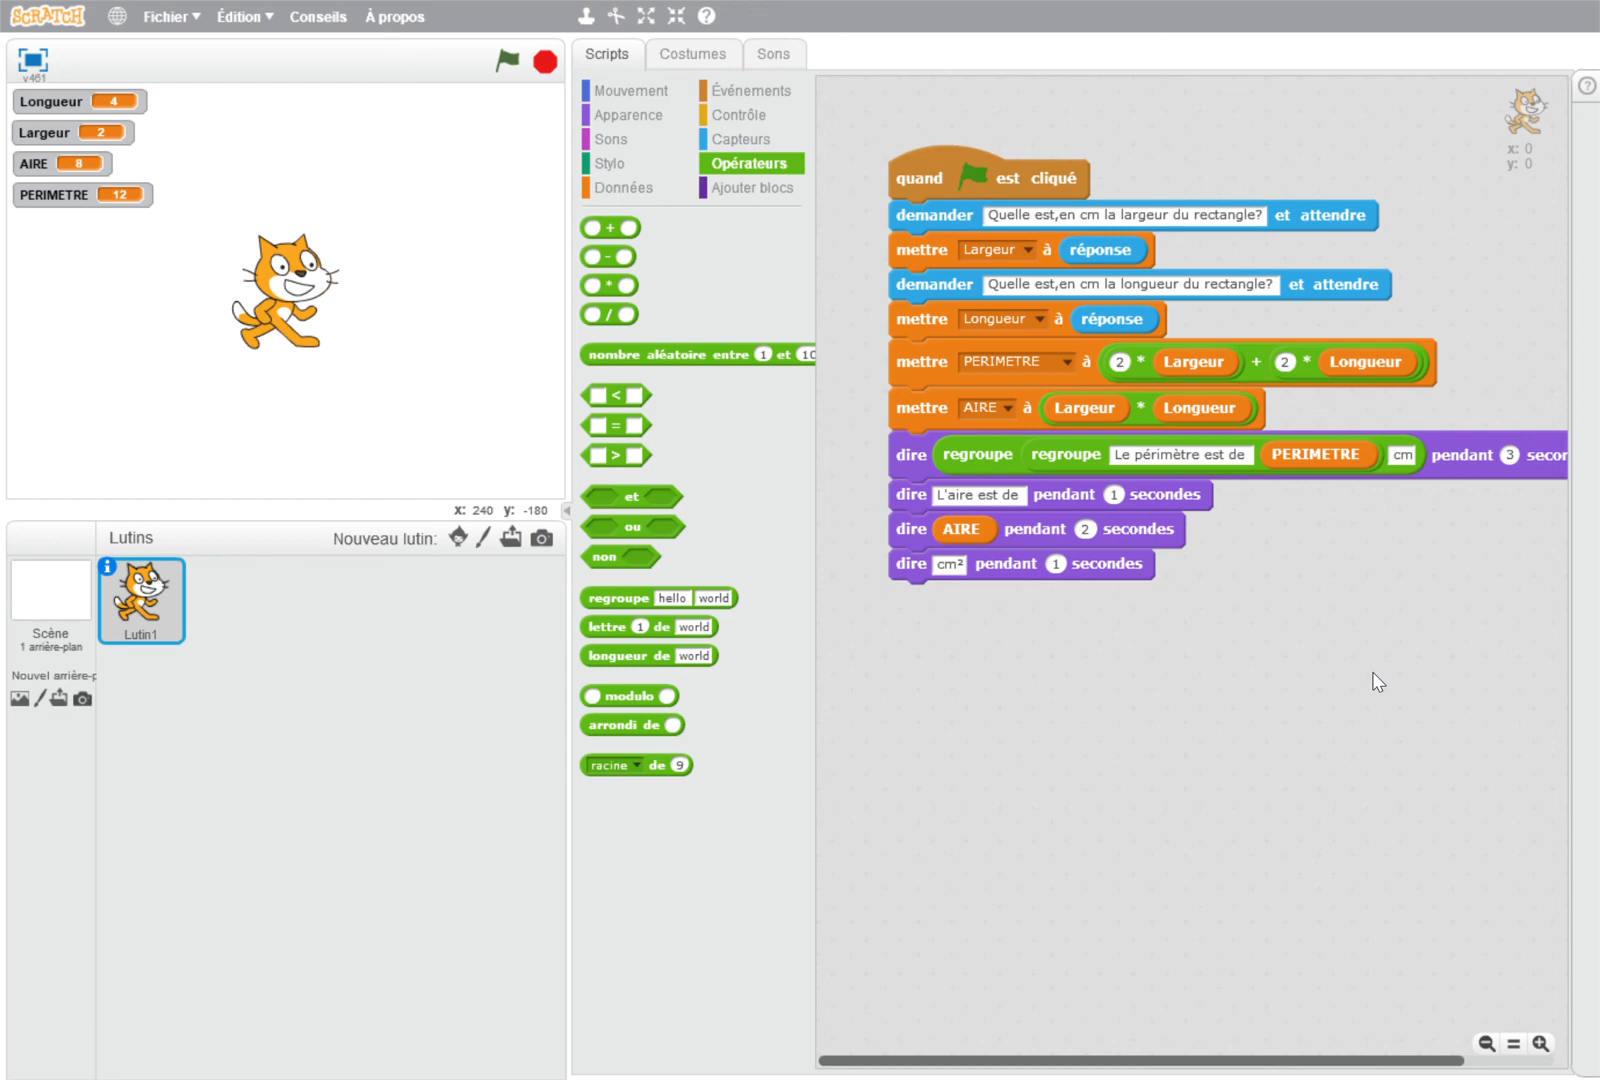 SCRATCH Fichier Édition Conseils À propos
v461
Longueur 4
Largeur 2
AIRE 8
PERIMETRE 12
x: 240 y: -180
Lutins Nouveau lutin:
Scène
1 arrière-plan
Nouvel arrière-p
Lutin1
Scripts Costumes Sons
Mouvement Événements
Apparence Contrôle
Sons Capteurs
Stylo Opérateurs
Données Ajouter blocs
+
-
*
/
nombre aléatoire entre 1 et 10
<
=
>
et
ou
non
regroupe hello world
lettre 1 de world
longueur de world
modulo
arrondi de
racine de 9
x: 0
y: 0
quand est cliqué
demander Quelle est,en cm la largeur du rectangle? et attendre
mettre Largeur à réponse
demander Quelle est,en cm la longueur du rectangle? et attendre
mettre Longueur à réponse
mettre PERIMETRE à 2 * Largeur + 2 * Longueur
mettre AIRE à Largeur * Longueur
dire regroupe regroupe Le périmètre est de PERIMETRE cm pendant 3 secor
dire L'aire est de pendant 1 secondes
dire AIRE pendant 2 secondes
dire cm² pendant 1 secondes